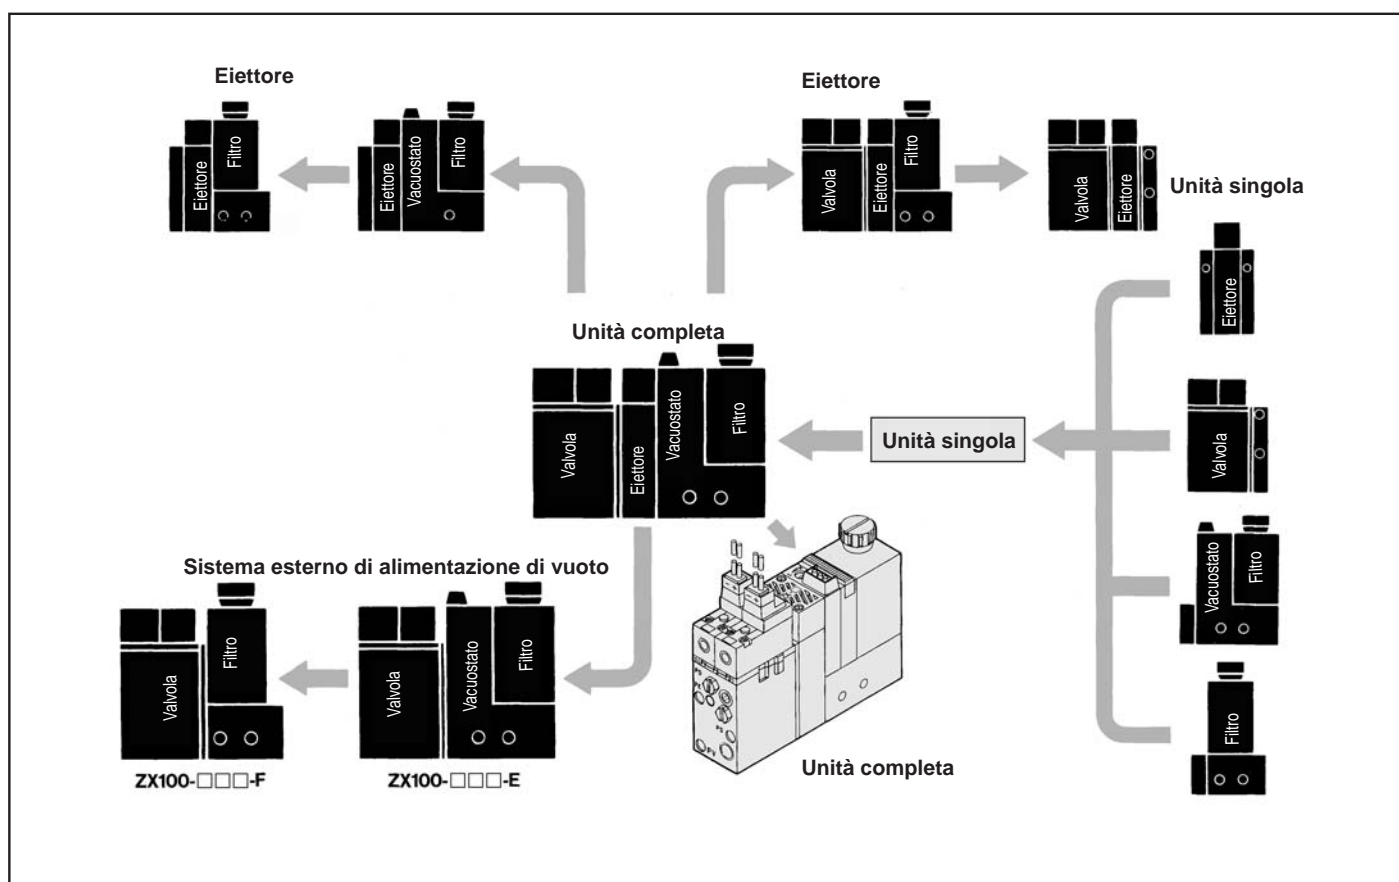 Eiettore
Eiettore
Eiettore
Filtro
Eiettore
Vacuostato
Filtro
Valvola
Eiettore
Filtro
Valvola
Eiettore
Unità singola
Eiettore
Unità completa
Valvola
Eiettore
Vacuostato
Filtro
Unità singola
Valvola
Sistema esterno di alimentazione di vuoto
Vacuostato
Filtro
Valvola
Filtro
Valvola
Vacuostato
Filtro
Filtro
Unità completa
ZX100-□□□-F
ZX100-□□□-E